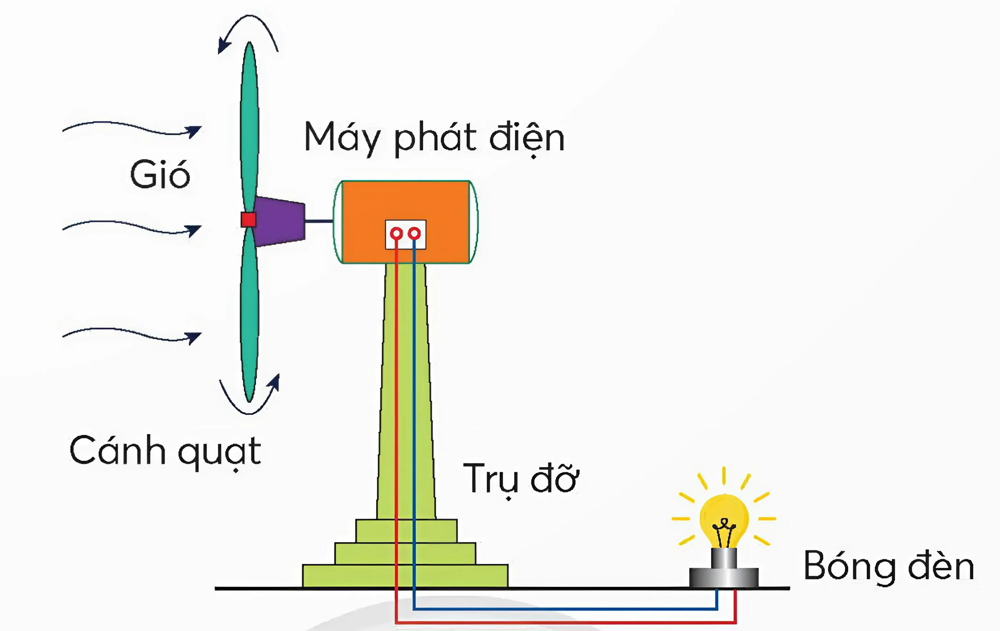 Máy phát điện
Gió
Cánh quạt
Trụ đỡ
Bóng đèn